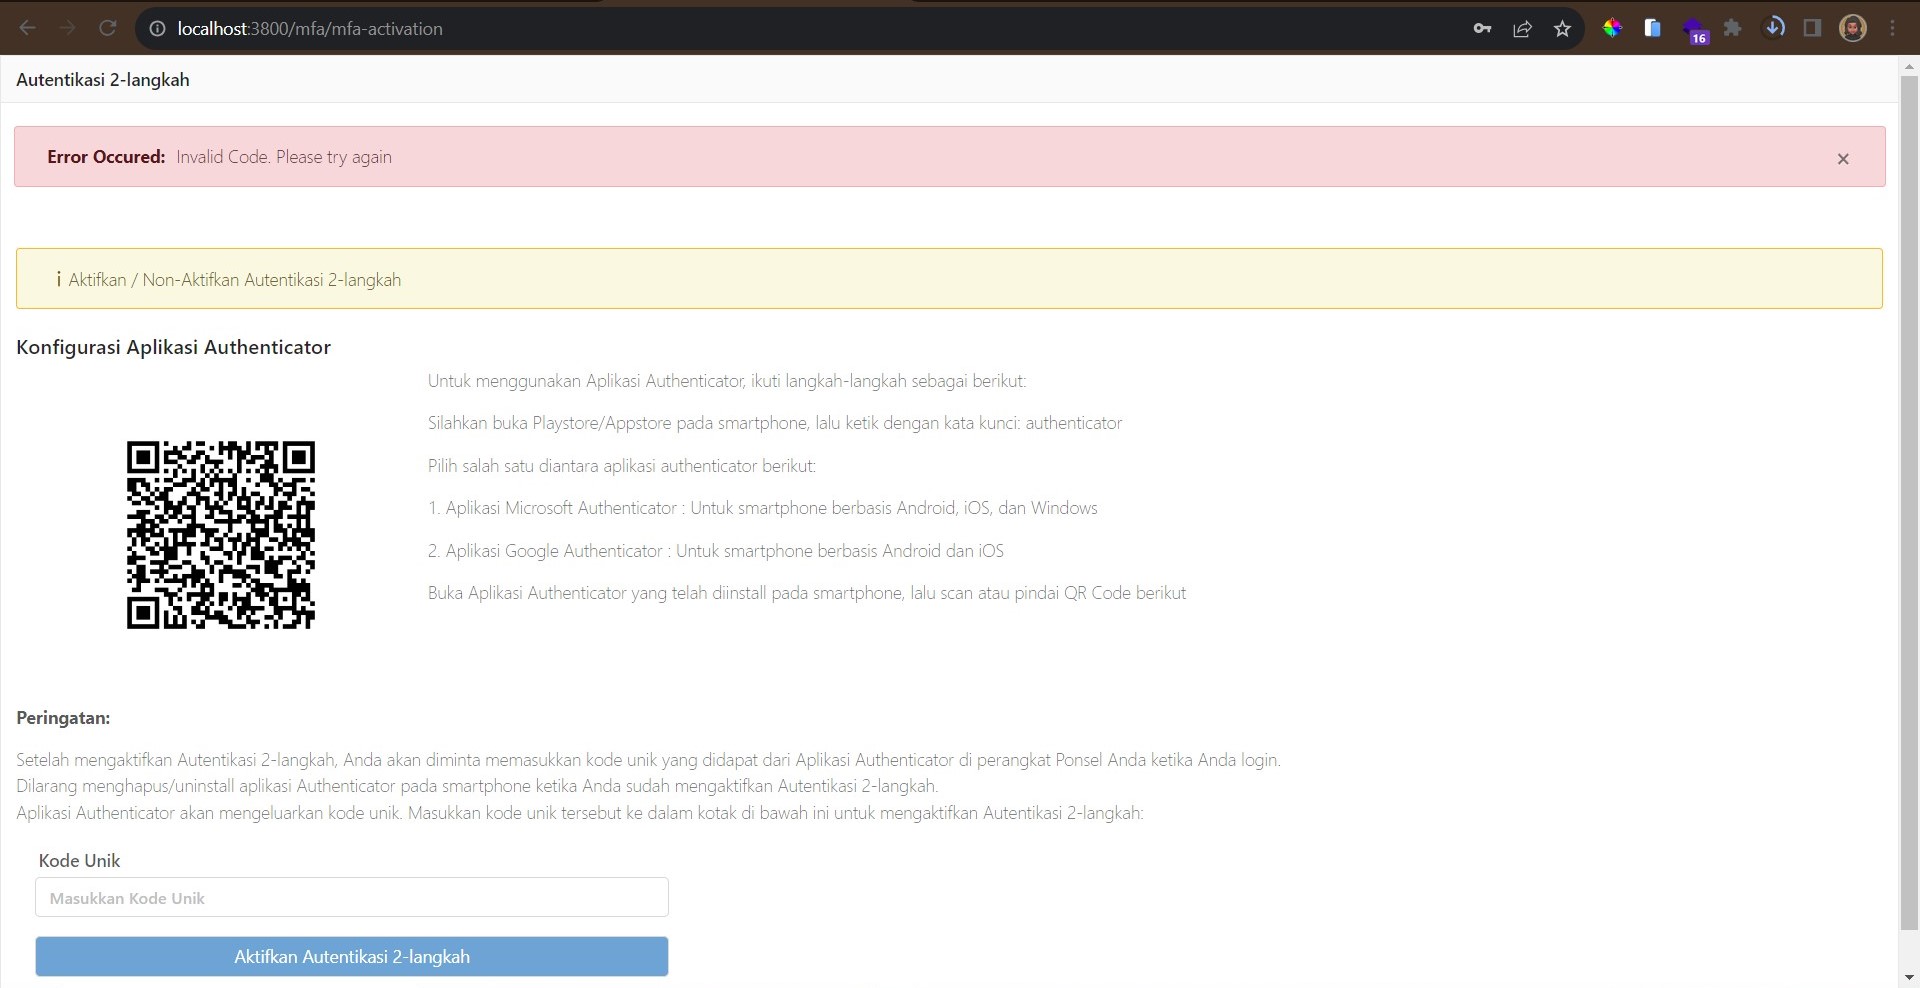 localhost:3800/mfa/mfa-activation
16
Autentikasi 2-langkah
Error Occured: Invalid Code. Please try again ×
i Aktifkan / Non-Aktifkan Autentikasi 2-langkah
Konfigurasi Aplikasi Authenticator
Untuk menggunakan Aplikasi Authenticator, ikuti langkah-langkah sebagai berikut:
Silahkan buka Playstore/Appstore pada smartphone, lalu ketik dengan kata kunci: authenticator
Pilih salah satu diantara aplikasi authenticator berikut:
1. Aplikasi Microsoft Authenticator : Untuk smartphone berbasis Android, iOS, dan Windows
2. Aplikasi Google Authenticator : Untuk smartphone berbasis Android dan iOS
Buka Aplikasi Authenticator yang telah diinstall pada smartphone, lalu scan atau pindai QR Code berikut
Peringatan:
Setelah mengaktifkan Autentikasi 2-langkah, Anda akan diminta memasukkan kode unik yang didapat dari Aplikasi Authenticator di perangkat Ponsel Anda ketika Anda login.
Dilarang menghapus/uninstall aplikasi Authenticator pada smartphone ketika Anda sudah mengaktifkan Autentikasi 2-langkah.
Aplikasi Authenticator akan mengeluarkan kode unik. Masukkan kode unik tersebut ke dalam kotak di bawah ini untuk mengaktifkan Autentikasi 2-langkah:
Kode Unik
Masukkan Kode Unik
Aktifkan Autentikasi 2-langkah